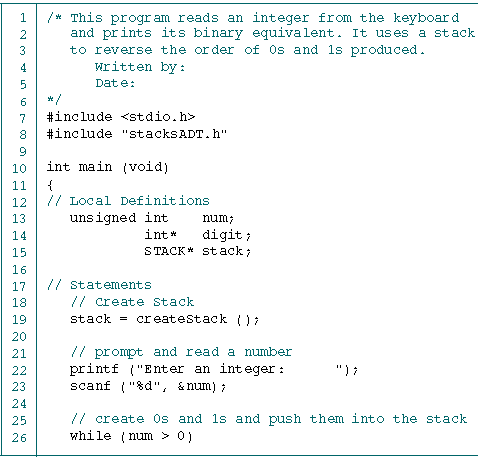 1 /* This program reads an integer from the keyboard
2 and prints its binary equivalent. It uses a stack
3 to reverse the order of 0s and 1s produced.
4 Written by:
5 Date:
6 */
7 #include <stdio.h>
8 #include "stacksADT.h"
9
10 int main (void)
11 {
12 // Local Definitions
13 unsigned int num;
14 int* digit;
15 STACK* stack;
16
17 // Statements
18 // Create Stack
19 stack = createStack ();
20
21 // prompt and read a number
22 printf ("Enter an integer: ");
23 scanf ("%d", &num);
24
25 // create 0s and 1s and push them into the stack
26 while (num > 0)